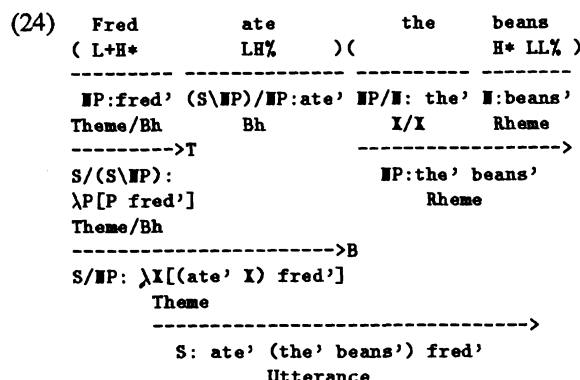 (24) Fred ate the beans
( L+H* LH% )( H* LL% )
--------- --------------- --------- --------
NP:fred' (S\NP)/NP:ate' NP/N: the' N:beans'
Theme/Bh Bh X/X Rheme
--------->T ----------------->
S/(S\NP): NP:the' beans'
λP[P fred'] Rheme
Theme/Bh
------------------------>B
S/NP: λX[(ate' X) fred']
Theme
---------------------------------->
S: ate' (the' beans') fred'
Utterance